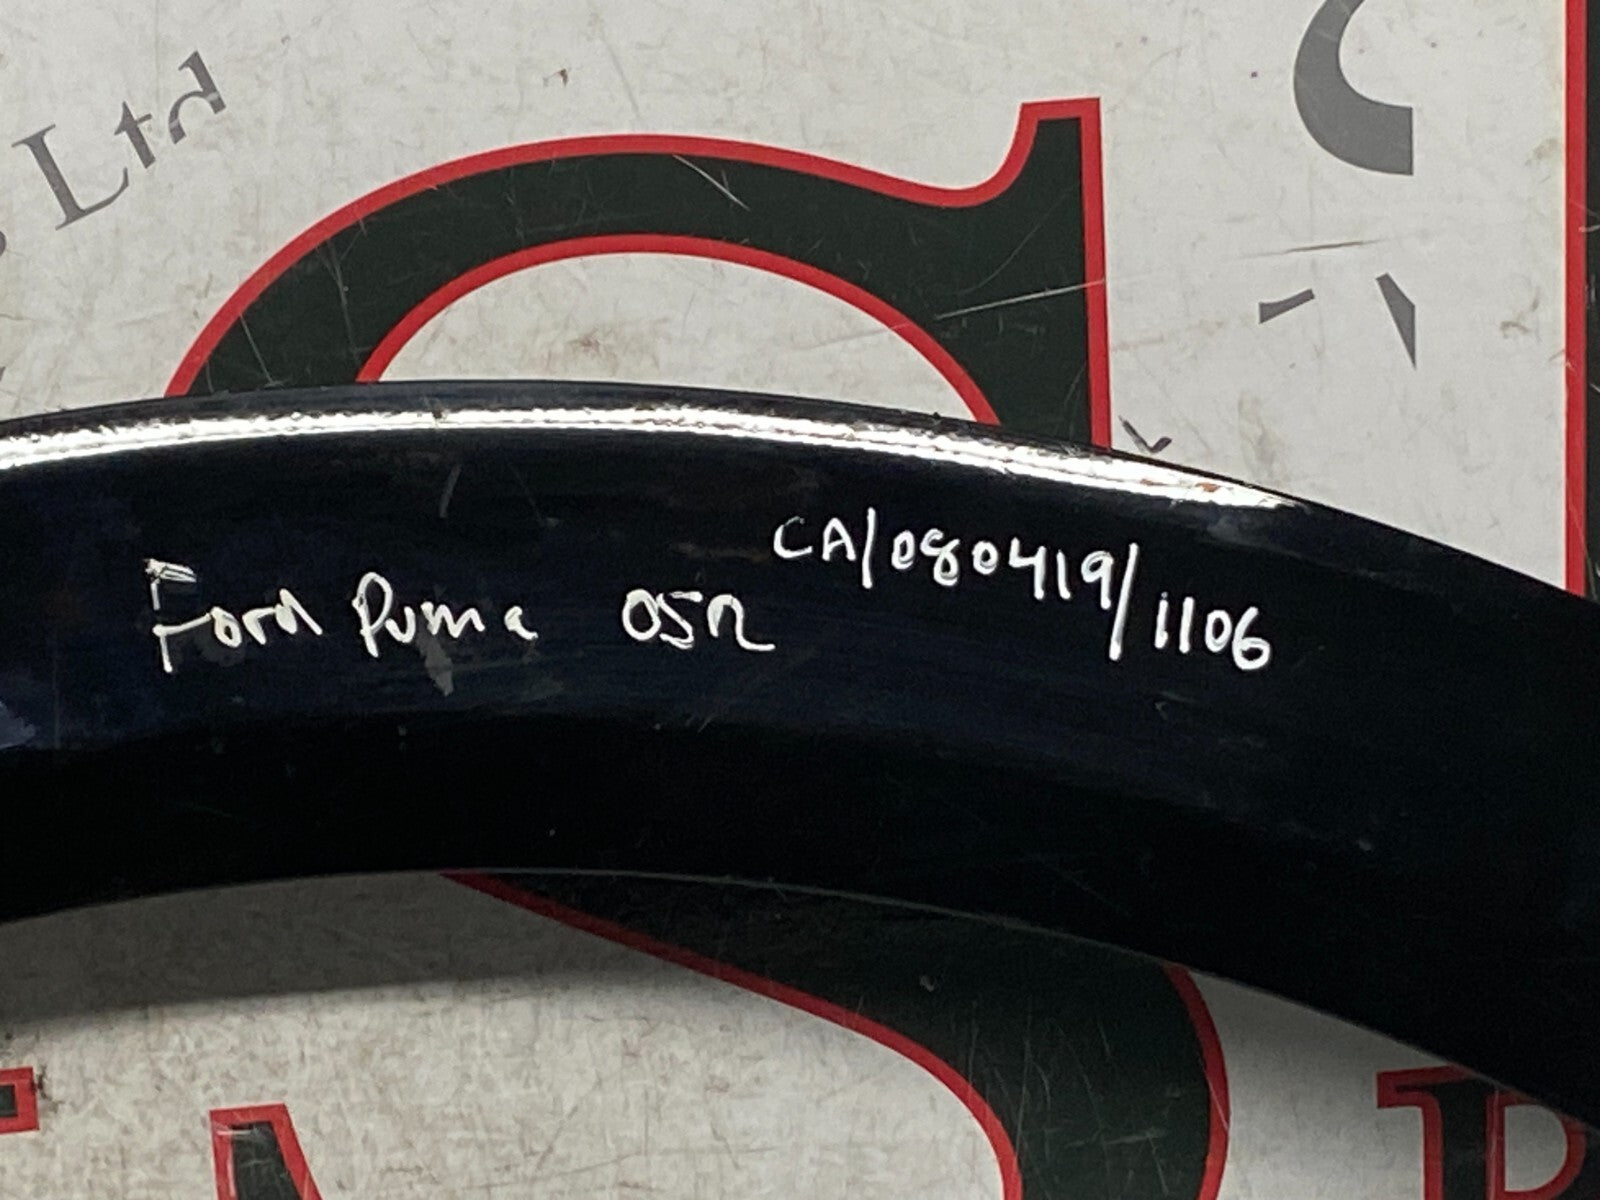 Ltd
S
CA/080419/1106
Ford Puma OSR